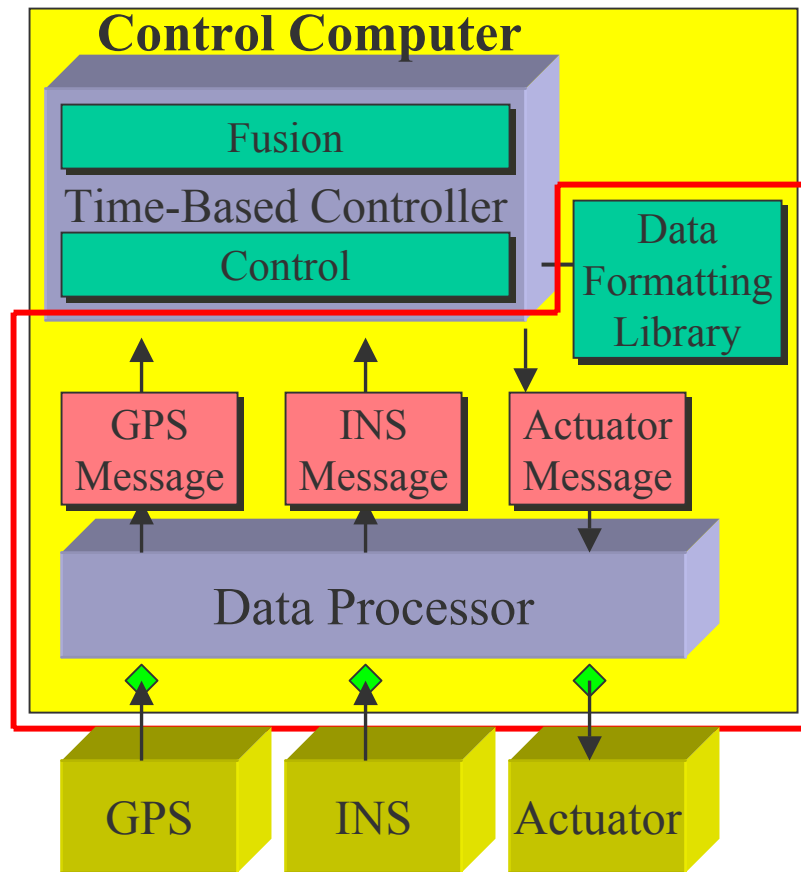 Control Computer
Fusion
Time-Based Controller
Control
Data
Formatting
Library
GPS
Message
INS
Message
Actuator
Message
Data Processor
GPS
INS
Actuator